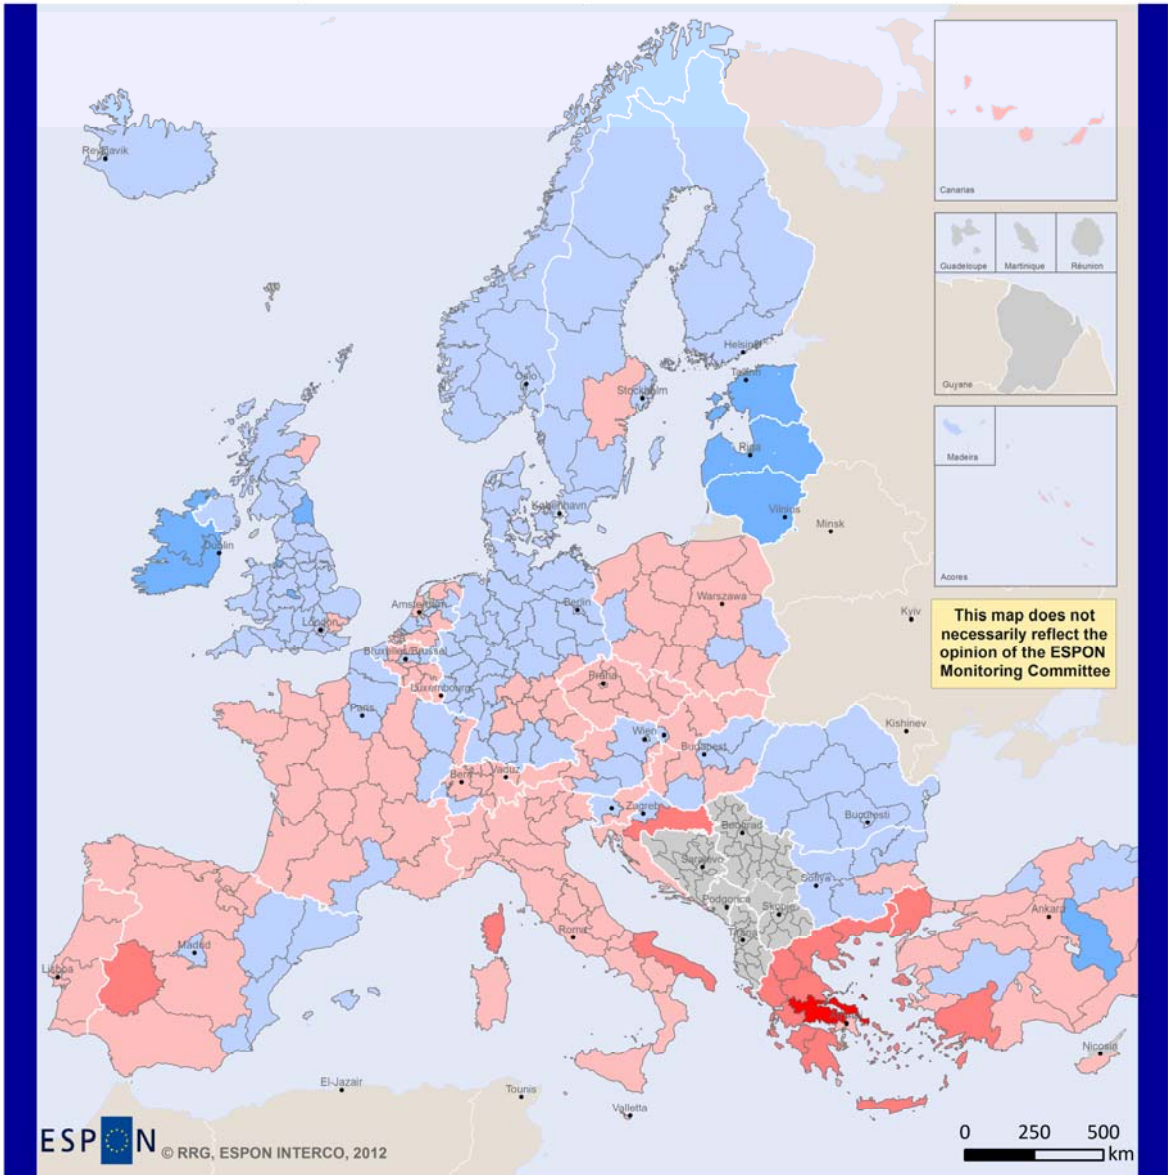 Reykjavik
Canarias
Guadeloupe
Martinique
Réunion
Guyane
Madeira
Acores
Helsinki
Oslo
Tallinn
Stockholm
Riga
København
Vilnius
Minsk
Dublin
Amsterdam
Berlin
Warszawa
London
Kyiv
This map does not
necessarily reflect the
opinion of the ESPON
Monitoring Committee
Bruxelles/Brussel
Luxembourg
Praha
Paris
Kishinev
Wien
Budapest
Bern
Vaduz
Zagreb
Bucuresti
Beograd
Sarajevo
Sofiya
Podgorica
Skopje
Ankara
Roma
Tirana
Madrid
Lisboa
Nicosia
El-Jazair
Tounis
Valletta
ESPON
© RRG, ESPON INTERCO, 2012
0 250 500
km